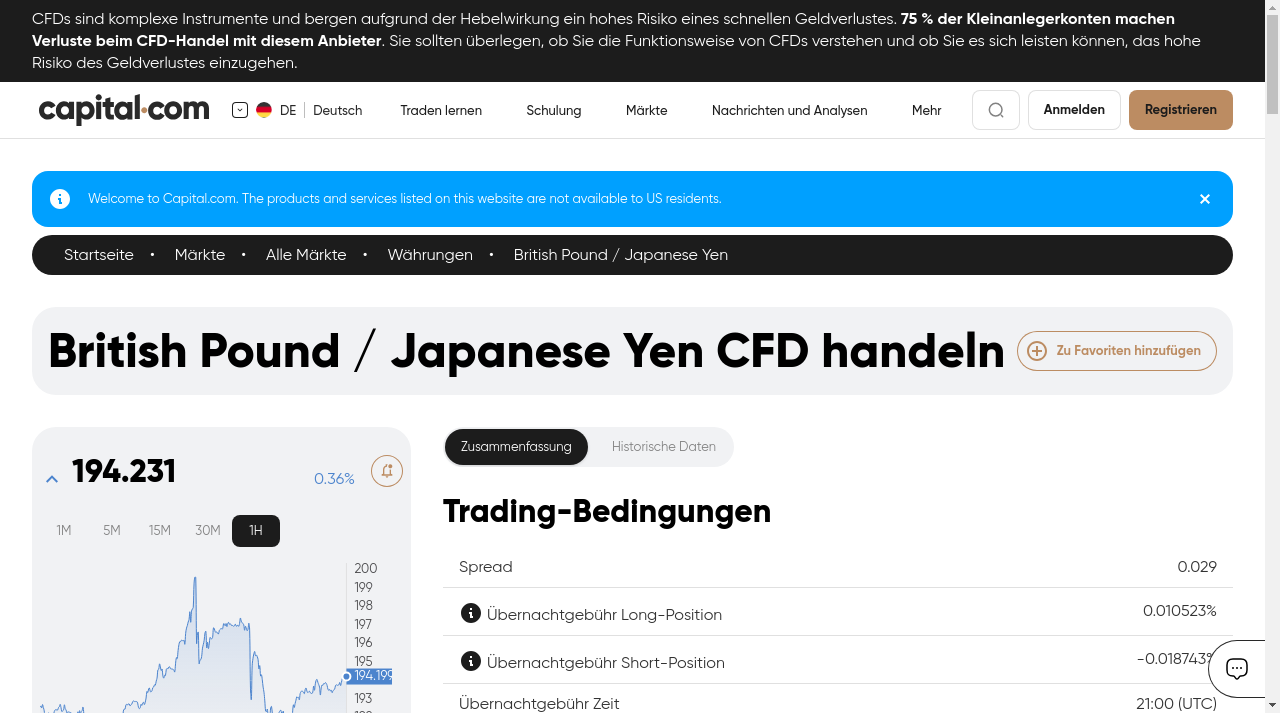 CFDs sind komplexe Instrumente und bergen aufgrund der Hebelwirkung ein hohes Risiko eines schnellen Geldverlustes. 75 % der Kleinanlegerkonten machen
Verluste beim CFD-Handel mit diesem Anbieter. Sie sollten überlegen, ob Sie die Funktionsweise von CFDs verstehen und ob Sie es sich leisten können, das hohe
Risiko des Geldverlustes einzugehen.
capital.com DE Deutsch Traden lernen Schulung Märkte Nachrichten und Analysen Mehr Anmelden Registrieren
Welcome to Capital.com. The products and services listed on this website are not available to US residents.
Startseite • Märkte • Alle Märkte • Währungen • British Pound / Japanese Yen
British Pound / Japanese Yen CFD handeln
Zu Favoriten hinzufügen
194.231 0.36%
1M 5M 15M 30M 1H
200
199
198
197
196
195
194.199
193
Zusammenfassung Historische Daten
Trading-Bedingungen
Spread 0.029
Übernachtgebühr Long-Position 0.010523%
Übernachtgebühr Short-Position -0.018743%
Übernachtgebühr Zeit 21:00 (UTC)